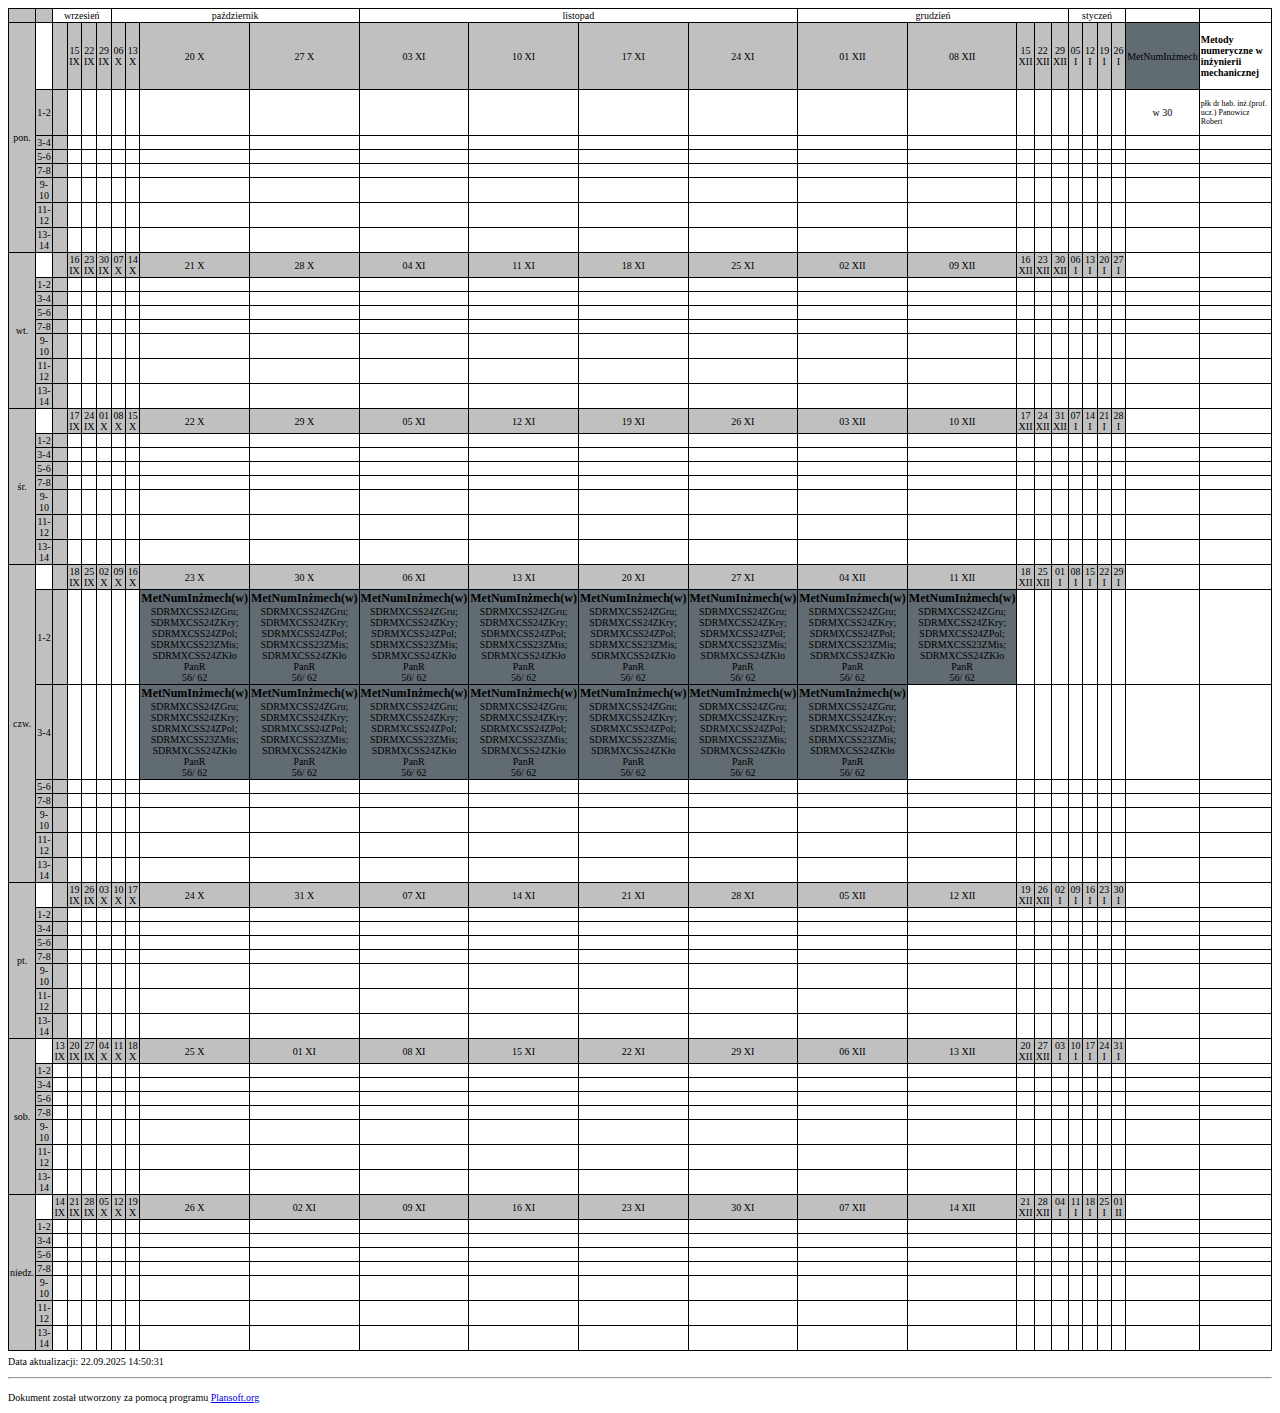 wrzesień październik listopad grudzień styczeń
pon. 15 IX 22 IX 29 IX 06 X 13 X 20 X 27 X 03 XI 10 XI 17 XI 24 XI 01 XII 08 XII 15 XII 22 XII 29 XII 05 I 12 I 19 I 26 I MetNumInżmech Metody numeryczne w inżynierii mechanicznej
1-2 w 30 płk dr hab. inż.(prof. ucz.) Panowicz Robert
3-4
5-6
7-8
9-10
11-12
13-14
wt. 16 IX 23 IX 30 IX 07 X 14 X 21 X 28 X 04 XI 11 XI 18 XI 25 XI 02 XII 09 XII 16 XII 23 XII 30 XII 06 I 13 I 20 I 27 I
1-2
3-4
5-6
7-8
9-10
11-12
13-14
śr. 17 IX 24 IX 01 X 08 X 15 X 22 X 29 X 05 XI 12 XI 19 XI 26 XI 03 XII 10 XII 17 XII 24 XII 31 XII 07 I 14 I 21 I 28 I
1-2
3-4
5-6
7-8
9-10
11-12
13-14
czw. 18 IX 25 IX 02 X 09 X 16 X 23 X 30 X 06 XI 13 XI 20 XI 27 XI 04 XII 11 XII 18 XII 25 XII 01 I 08 I 15 I 22 I 29 I
1-2
MetNumInżmech(w) MetNumInżmech(w) MetNumInżmech(w) MetNumInżmech(w) MetNumInżmech(w) MetNumInżmech(w) MetNumInżmech(w) MetNumInżmech(w)
SDRMXCSS24ZGru; SDRMXCSS24ZGru; SDRMXCSS24ZGru; SDRMXCSS24ZGru; SDRMXCSS24ZGru; SDRMXCSS24ZGru; SDRMXCSS24ZGru; SDRMXCSS24ZGru;
SDRMXCSS24ZKry; SDRMXCSS24ZKry; SDRMXCSS24ZKry; SDRMXCSS24ZKry; SDRMXCSS24ZKry; SDRMXCSS24ZKry; SDRMXCSS24ZKry; SDRMXCSS24ZKry;
SDRMXCSS24ZPol; SDRMXCSS24ZPol; SDRMXCSS24ZPol; SDRMXCSS24ZPol; SDRMXCSS24ZPol; SDRMXCSS24ZPol; SDRMXCSS24ZPol; SDRMXCSS24ZPol;
SDRMXCSS23ZMis; SDRMXCSS23ZMis; SDRMXCSS23ZMis; SDRMXCSS23ZMis; SDRMXCSS23ZMis; SDRMXCSS23ZMis; SDRMXCSS23ZMis; SDRMXCSS23ZMis;
SDRMXCSS24ZKło SDRMXCSS24ZKło SDRMXCSS24ZKło SDRMXCSS24ZKło SDRMXCSS24ZKło SDRMXCSS24ZKło SDRMXCSS24ZKło SDRMXCSS24ZKło
PanR PanR PanR PanR PanR PanR PanR PanR
56/ 62 56/ 62 56/ 62 56/ 62 56/ 62 56/ 62 56/ 62 56/ 62
3-4
MetNumInżmech(w) MetNumInżmech(w) MetNumInżmech(w) MetNumInżmech(w) MetNumInżmech(w) MetNumInżmech(w) MetNumInżmech(w)
SDRMXCSS24ZGru; SDRMXCSS24ZGru; SDRMXCSS24ZGru; SDRMXCSS24ZGru; SDRMXCSS24ZGru; SDRMXCSS24ZGru; SDRMXCSS24ZGru;
SDRMXCSS24ZKry; SDRMXCSS24ZKry; SDRMXCSS24ZKry; SDRMXCSS24ZKry; SDRMXCSS24ZKry; SDRMXCSS24ZKry; SDRMXCSS24ZKry;
SDRMXCSS24ZPol; SDRMXCSS24ZPol; SDRMXCSS24ZPol; SDRMXCSS24ZPol; SDRMXCSS24ZPol; SDRMXCSS24ZPol; SDRMXCSS24ZPol;
SDRMXCSS23ZMis; SDRMXCSS23ZMis; SDRMXCSS23ZMis; SDRMXCSS23ZMis; SDRMXCSS23ZMis; SDRMXCSS23ZMis; SDRMXCSS23ZMis;
SDRMXCSS24ZKło SDRMXCSS24ZKło SDRMXCSS24ZKło SDRMXCSS24ZKło SDRMXCSS24ZKło SDRMXCSS24ZKło SDRMXCSS24ZKło
PanR PanR PanR PanR PanR PanR PanR
56/ 62 56/ 62 56/ 62 56/ 62 56/ 62 56/ 62 56/ 62
5-6
7-8
9-10
11-12
13-14
pt. 19 IX 26 IX 03 X 10 X 17 X 24 X 31 X 07 XI 14 XI 21 XI 28 XI 05 XII 12 XII 19 XII 26 XII 02 I 09 I 16 I 23 I 30 I
1-2
3-4
5-6
7-8
9-10
11-12
13-14
sob. 13 IX 20 IX 27 IX 04 X 11 X 18 X 25 X 01 XI 08 XI 15 XI 22 XI 29 XI 06 XII 13 XII 20 XII 27 XII 03 I 10 I 17 I 24 I 31 I
1-2
3-4
5-6
7-8
9-10
11-12
13-14
niedz. 14 IX 21 IX 28 IX 05 X 12 X 19 X 26 X 02 XI 09 XI 16 XI 23 XI 30 XI 07 XII 14 XII 21 XII 28 XII 04 I 11 I 18 I 25 I 01 II
1-2
3-4
5-6
7-8
9-10
11-12
13-14
Data aktualizacji: 22.09.2025 14:50:31
Dokument został utworzony za pomocą programu Plansoft.org